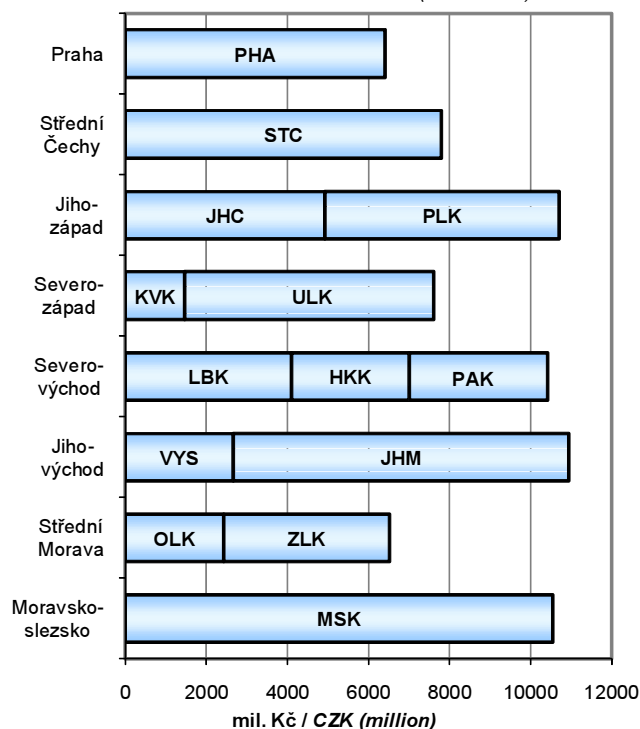 Praha
PHA
Střední
Čechy
STC
Jiho-
západ
JHC PLK
Severo-
západ
KVK ULK
Severo-
východ
LBK HKK PAK
Jiho-
východ
VYS JHM
Střední
Morava
OLK ZLK
Moravsko-
slezsko
MSK
0 2000 4000 6000 8000 10000 12000
mil. Kč / CZK (million)